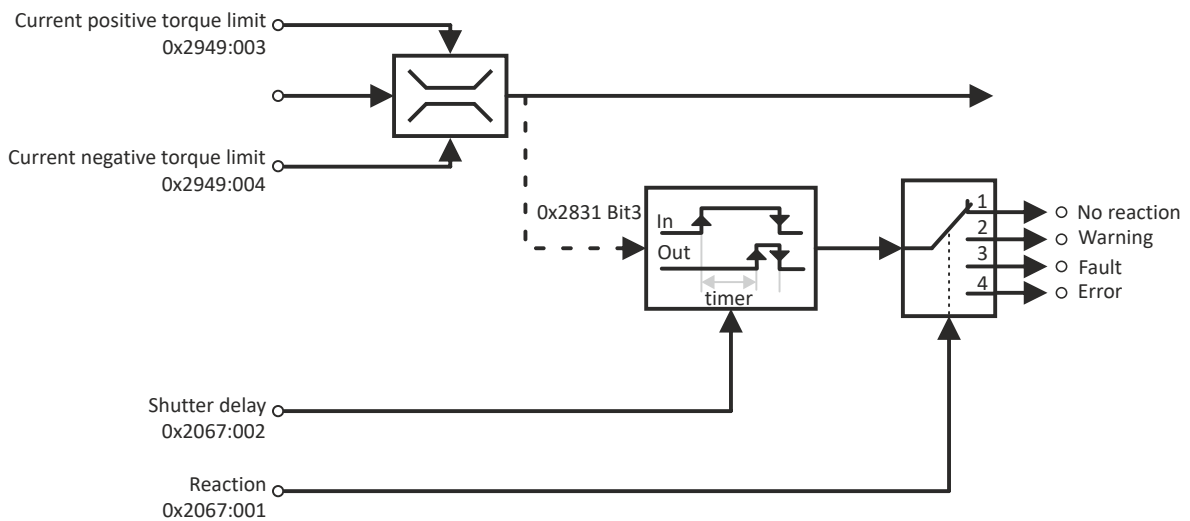 Current positive torque limit
0x2949:003
Current negative torque limit
0x2949:004
0x2831 Bit3
In
Out
timer
1
2
3
4
No reaction
Warning
Fault
Error
Shutter delay
0x2067:002
Reaction
0x2067:001